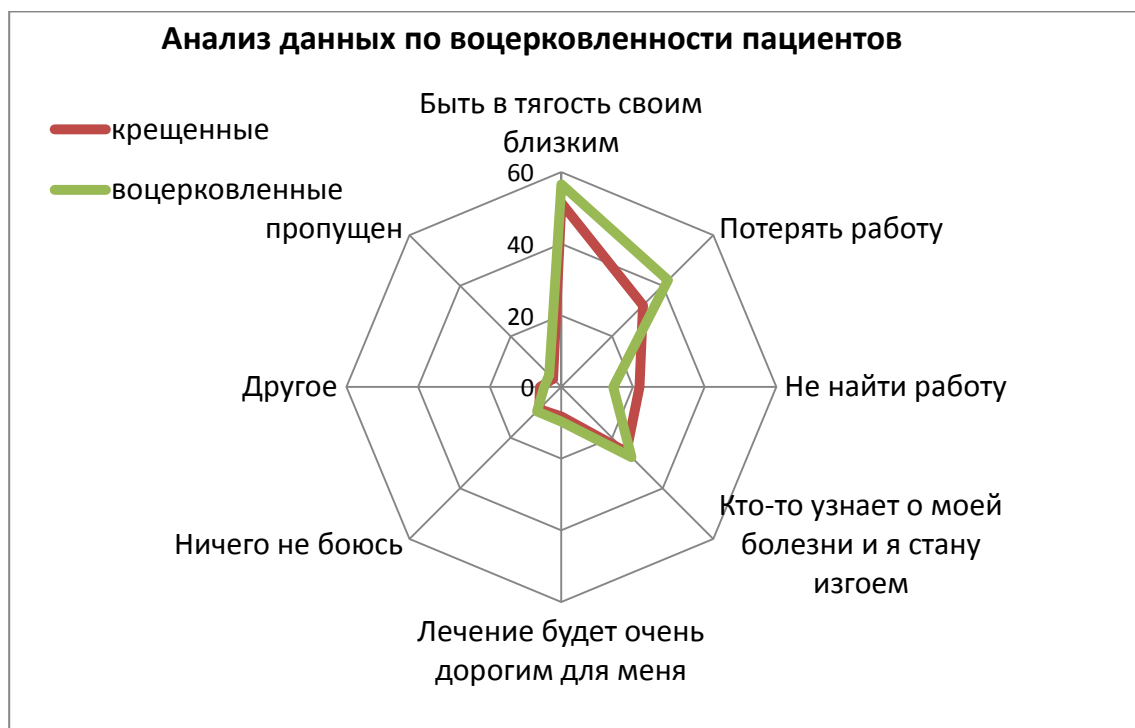 Анализ данных по воцерковленности пациентов
Быть в тягость своим
близким
крещенные
воцерковленные
пропущен
60
40
20
0
Потерять работу
Другое
Не найти работу
Ничего не боюсь
Кто-то узнает о моей
болезни и я стану
изгоем
Лечение будет очень
дорогим для меня